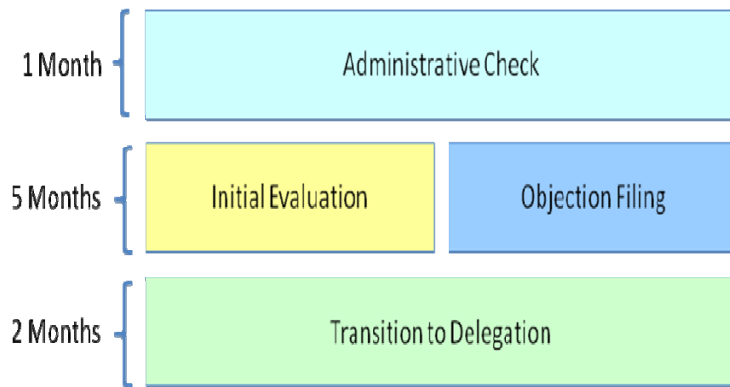 1 Month
Administrative Check
5 Months
Initial Evaluation
Objection Filing
2 Months
Transition to Delegation